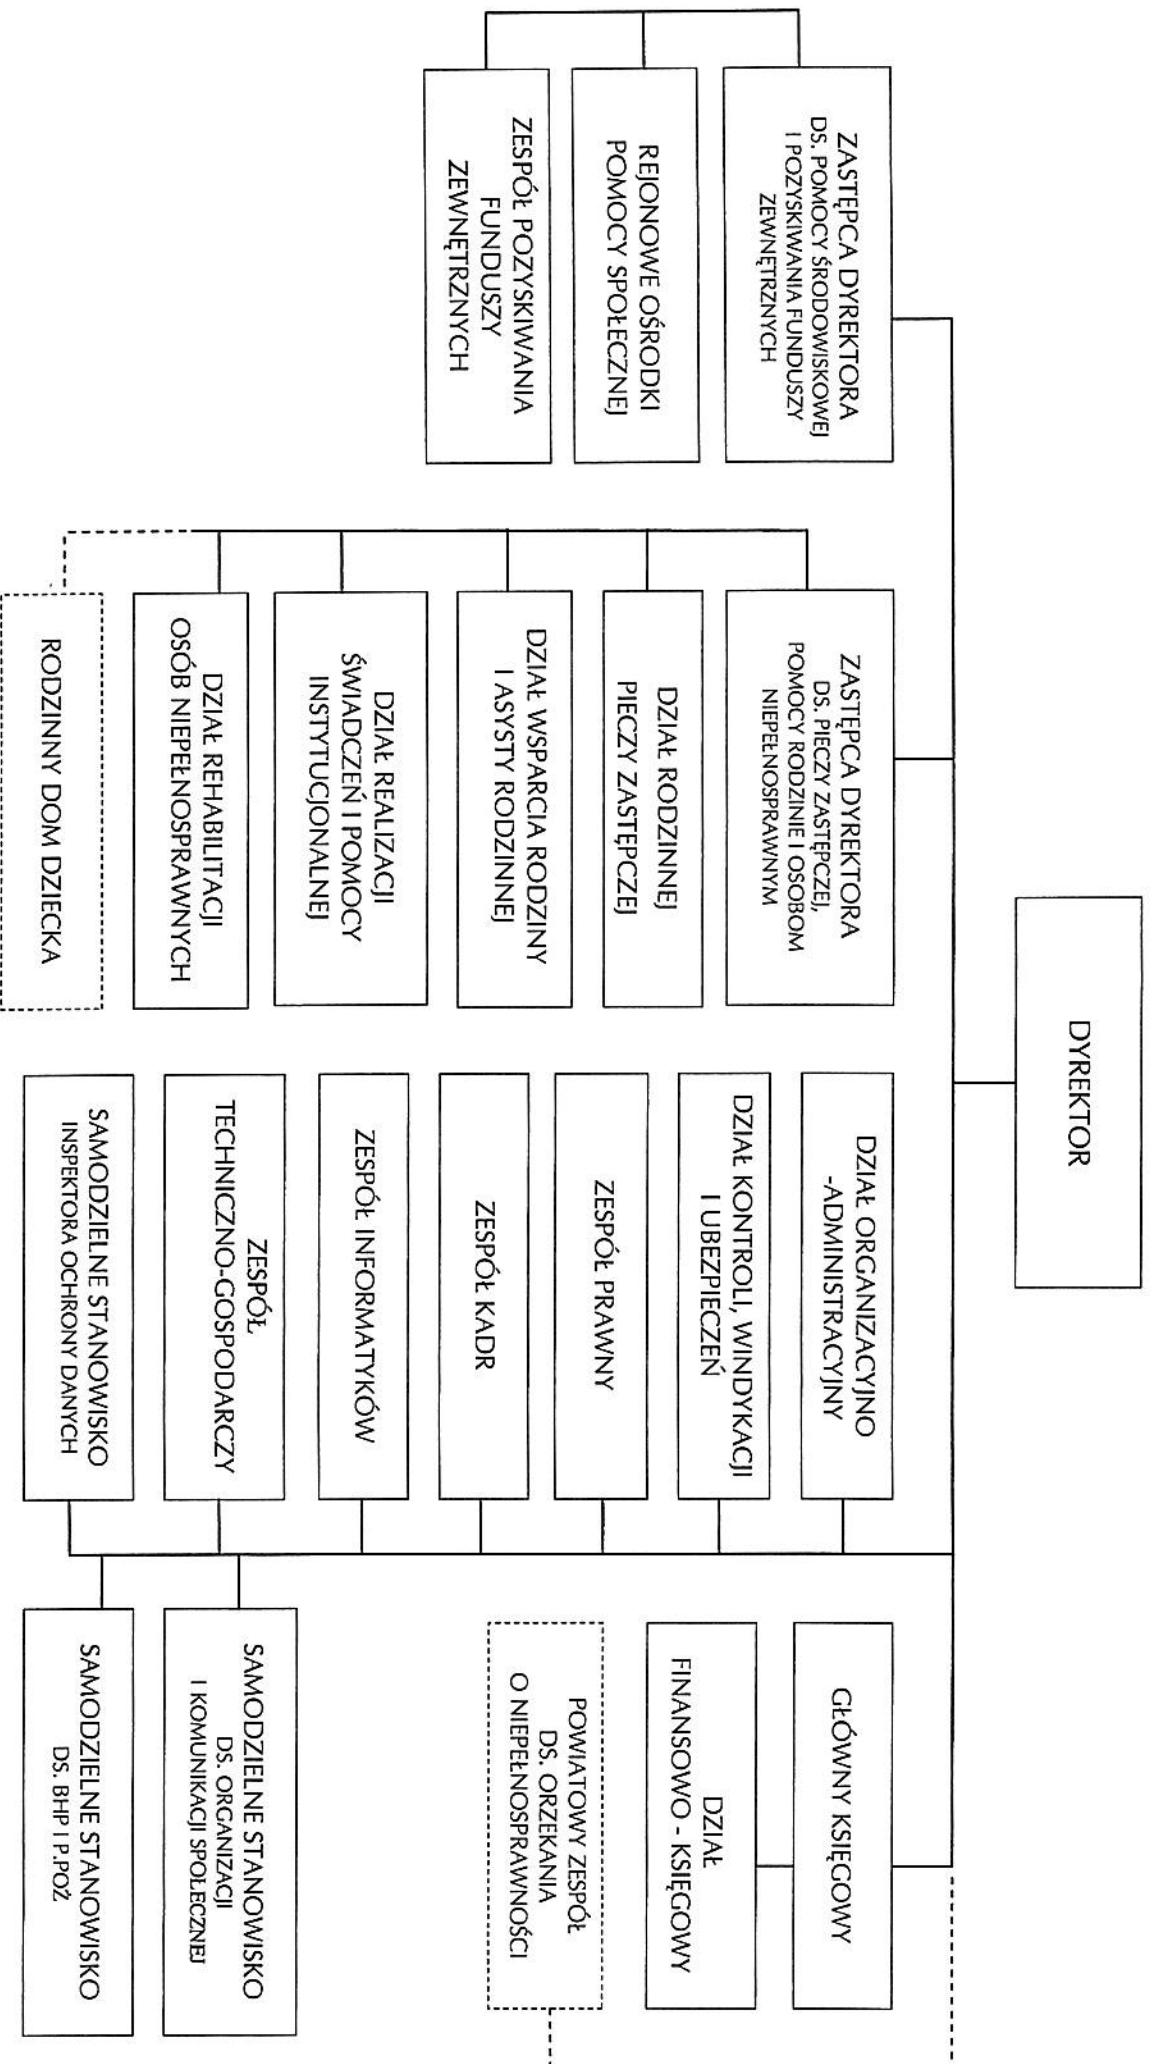 DYREKTOR
ZASTĘPCA DYREKTORA
DS. POMOCY ŚRODOWISKOWEJ
I POZYSKIWANIA FUNDUSZY
ZEWNĘTRZNYCH
REJONOWE OŚRODKI
POMOCY SPOŁECZNEJ
ZESPÓŁ POZYSKIWANIA
FUNDUSZY
ZEWNĘTRZNYCH
ZASTĘPCA DYREKTORA
DS. PIECZY ZASTĘPCZEJ,
POMOCY RODZINIE I OSOBOM
NIEPEŁNOSPRAWNYM
DZIAŁ RODZINNEJ
PIECZY ZASTĘPCZEJ
DZIAŁ WSPARCIA RODZINY
I ASYSTY RODZINNEJ
DZIAŁ REALIZACJI
ŚWIADCZEŃ I POMOCY
INSTYTUCJONALNEJ
DZIAŁ REHABILITACJI
OSÓB NIEPEŁNOSPRAWNYCH
RODZINNY DOM DZIECKA
DZIAŁ ORGANIZACYJNO
-ADMINISTRACYJNY
DZIAŁ KONTROLI, WINDYKACJI
I UBEZPIECZEŃ
ZESPÓŁ PRAWNY
ZESPÓŁ KADR
ZESPÓŁ INFORMATYKÓW
ZESPÓŁ
TECHNICZNO-GOSPODARCZY
SAMODZIELNE STANOWISKO
INSPEKTORA OCHRONY DANYCH
GŁÓWNY KSIĘGOWY
DZIAŁ
FINANSOWO - KSIĘGOWY
POWIATOWY ZESPÓŁ
DS. ORZEKANIA
O NIEPEŁNOSPRAWNOŚCI
SAMODZIELNE STANOWISKO
DS. ORGANIZACJI
I KOMUNIKACJI SPOŁECZNEJ
SAMODZIELNE STANOWISKO
DS. BHP I P.POŻ